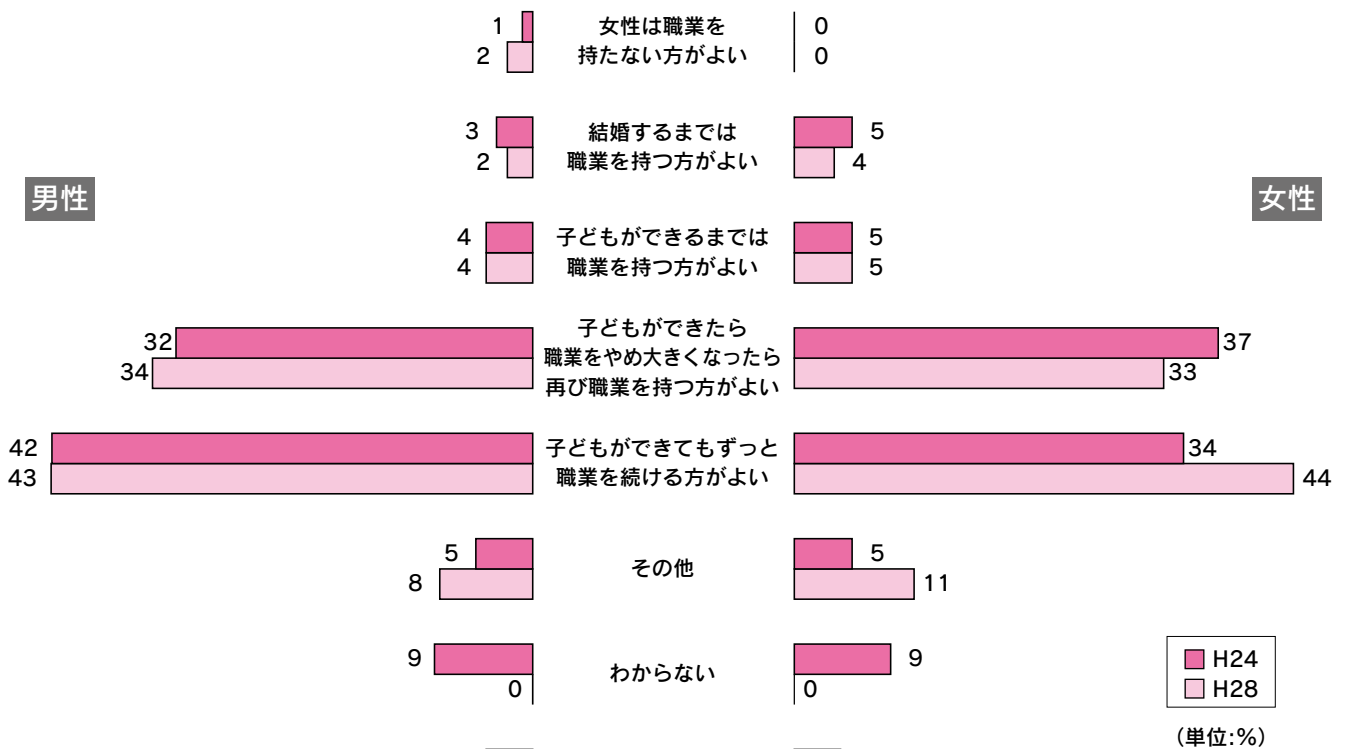 1
2
女性は職業を
持たない方がよい
0
0
3
2
結婚するまでは
職業を持つ方がよい
5
4
男性
女性
4
4
子どもができるまでは
職業を持つ方がよい
5
5
32
34
子どもができたら
職業をやめ大きくなったら
再び職業を持つ方がよい
37
33
42
43
子どもができてもずっと
職業を続ける方がよい
34
44
5
8
その他
5
11
9
0
わからない
9
0
H24
H28
(単位:%)